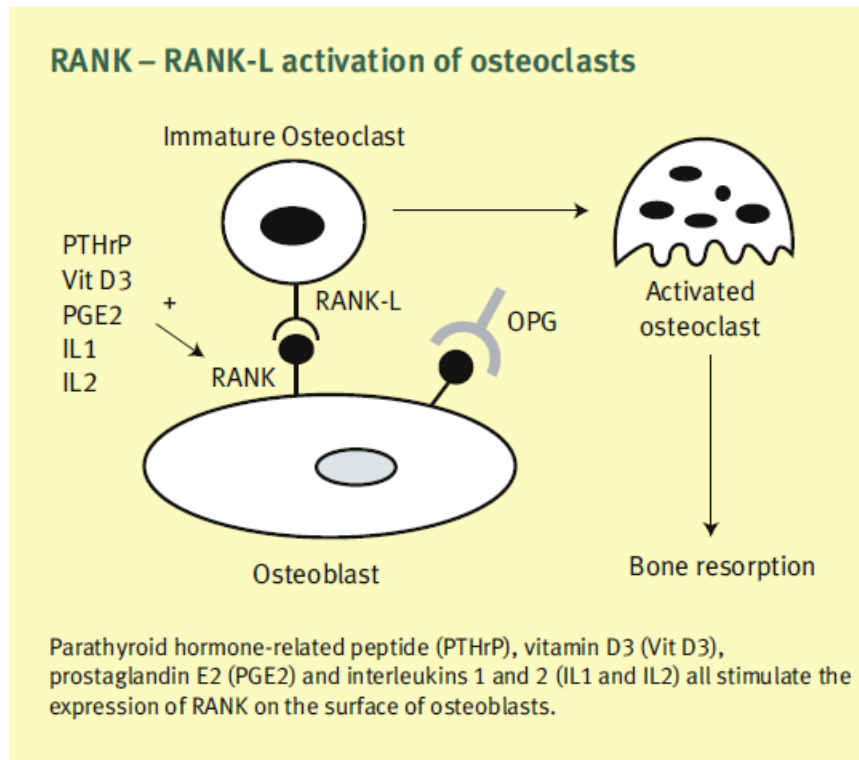 RANK – RANK-L activation of osteoclasts
Immature Osteoclast
PTHrP
Vit D3
PGE2
IL1
IL2
+
RANK-L
RANK
OPG
Activated
osteoclast
Osteoblast
Bone resorption
Parathyroid hormone-related peptide (PTHrP), vitamin D3 (Vit D3),
prostaglandin E2 (PGE2) and interleukins 1 and 2 (IL1 and IL2) all stimulate the
expression of RANK on the surface of osteoblasts.